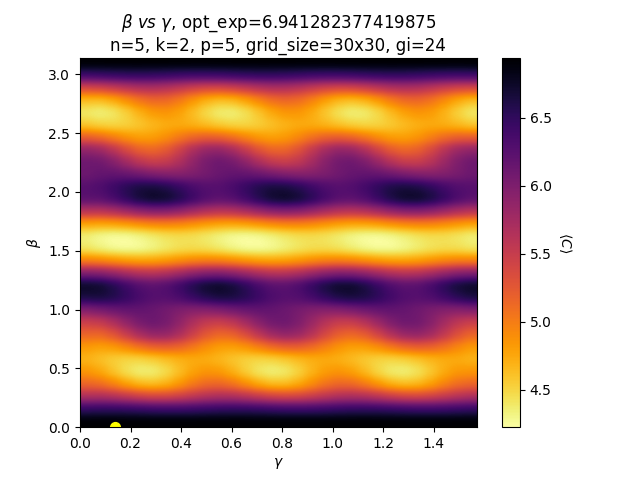 β vs γ, opt_exp=6.941282377419875
n=5, k=2, p=5, grid_size=30x30, gi=24
3.0
2.5
2.0
1.5
1.0
0.5
0.0
β
0.0 0.2 0.4 0.6 0.8 1.0 1.2 1.4
γ
6.5
6.0
5.5
5.0
4.5
⟨C⟩